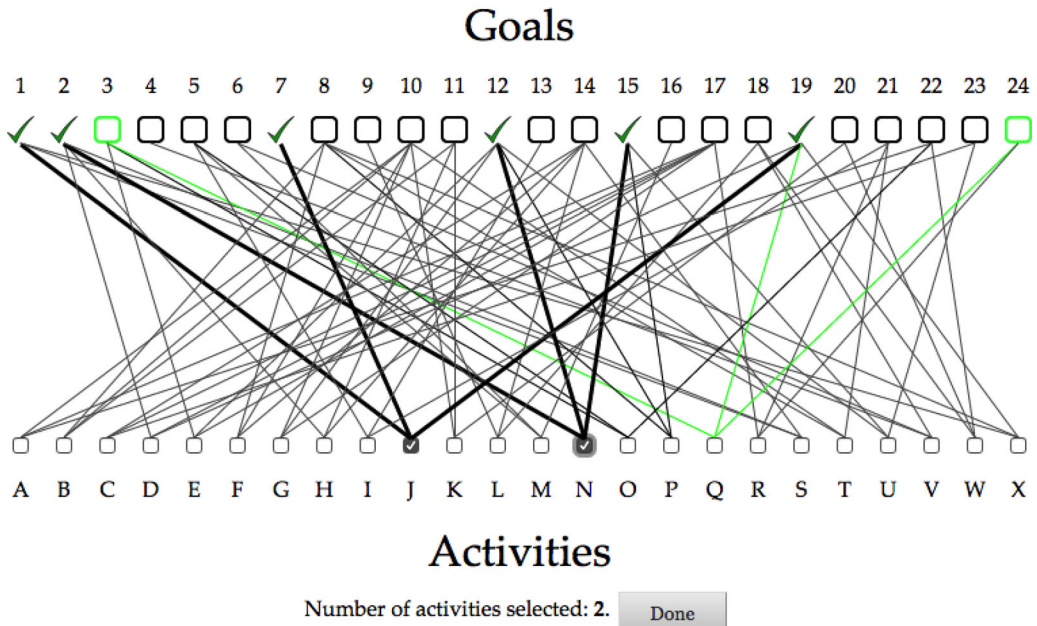 Goals
1 2 3 4 5 6 7 8 9 10 11 12 13 14 15 16 17 18 19 20 21 22 23 24
A B C D E F G H I J K L M N O P Q R S T U V W X
Activities
Number of activities selected: 2. Done